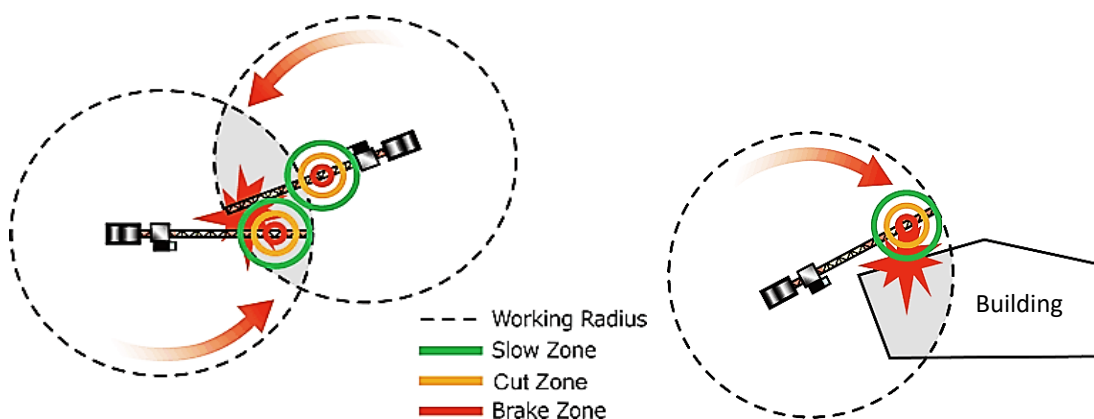 Building
Working Radius
Slow Zone
Cut Zone
Brake Zone